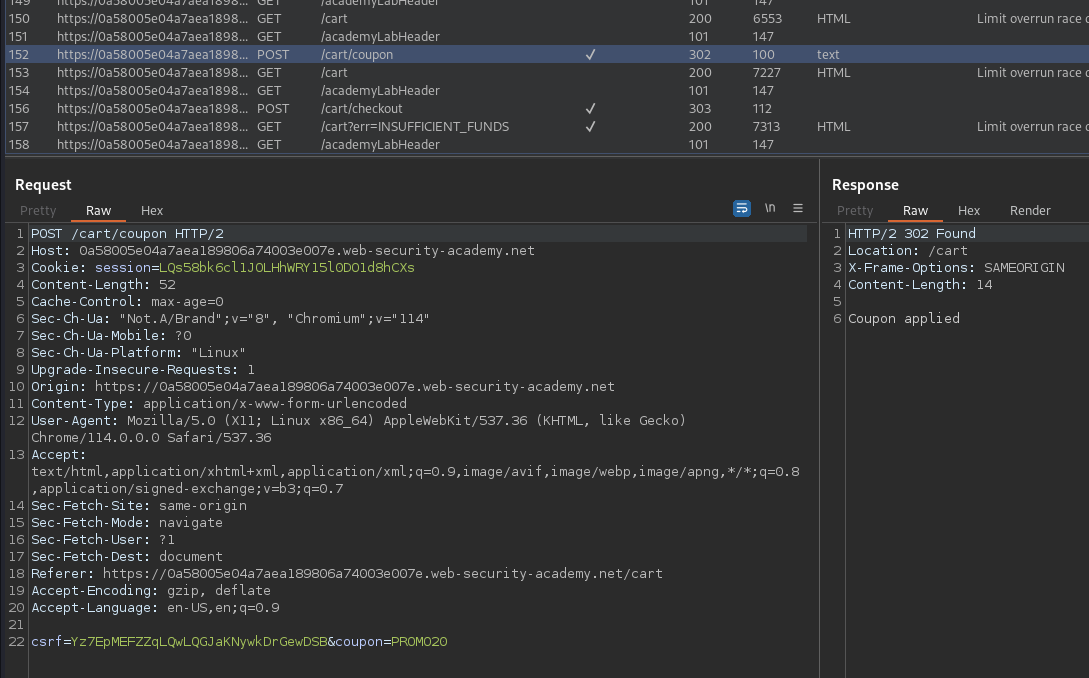 149 https://0a58005e04a7aea1898... GET /academyLabHeader 101 147
150 https://0a58005e04a7aea1898... GET /cart 200 6553 HTML Limit overrun race c
151 https://0a58005e04a7aea1898... GET /academyLabHeader 101 147
152 https://0a58005e04a7aea1898... POST /cart/coupon ✓ 302 100 text
153 https://0a58005e04a7aea1898... GET /cart 200 7227 HTML Limit overrun race c
154 https://0a58005e04a7aea1898... GET /academyLabHeader 101 147
156 https://0a58005e04a7aea1898... POST /cart/checkout ✓ 303 112
157 https://0a58005e04a7aea1898... GET /cart?err=INSUFFICIENT_FUNDS ✓ 200 7313 HTML Limit overrun race c
158 https://0a58005e04a7aea1898... GET /academyLabHeader 101 147
Request
Pretty Raw Hex \n
1 POST /cart/coupon HTTP/2
2 Host: 0a58005e04a7aea189806a74003e007e.web-security-academy.net
3 Cookie: session=LQs58bk6cl1JOLHhWRY15l0DO1d8hCXs
4 Content-Length: 52
5 Cache-Control: max-age=0
6 Sec-Ch-Ua: "Not.A/Brand";v="8", "Chromium";v="114"
7 Sec-Ch-Ua-Mobile: ?0
8 Sec-Ch-Ua-Platform: "Linux"
9 Upgrade-Insecure-Requests: 1
10 Origin: https://0a58005e04a7aea189806a74003e007e.web-security-academy.net
11 Content-Type: application/x-www-form-urlencoded
12 User-Agent: Mozilla/5.0 (X11; Linux x86_64) AppleWebKit/537.36 (KHTML, like Gecko)
Chrome/114.0.0.0 Safari/537.36
13 Accept:
text/html,application/xhtml+xml,application/xml;q=0.9,image/avif,image/webp,image/apng,*/*;q=0.8
,application/signed-exchange;v=b3;q=0.7
14 Sec-Fetch-Site: same-origin
15 Sec-Fetch-Mode: navigate
16 Sec-Fetch-User: ?1
17 Sec-Fetch-Dest: document
18 Referer: https://0a58005e04a7aea189806a74003e007e.web-security-academy.net/cart
19 Accept-Encoding: gzip, deflate
20 Accept-Language: en-US,en;q=0.9
21
22 csrf=Yz7EpMEFZZqLQwLQGJaKNywkDrGewDSB&coupon=PROMO20
Response
Pretty Raw Hex Render
1 HTTP/2 302 Found
2 Location: /cart
3 X-Frame-Options: SAMEORIGIN
4 Content-Length: 14
5
6 Coupon applied